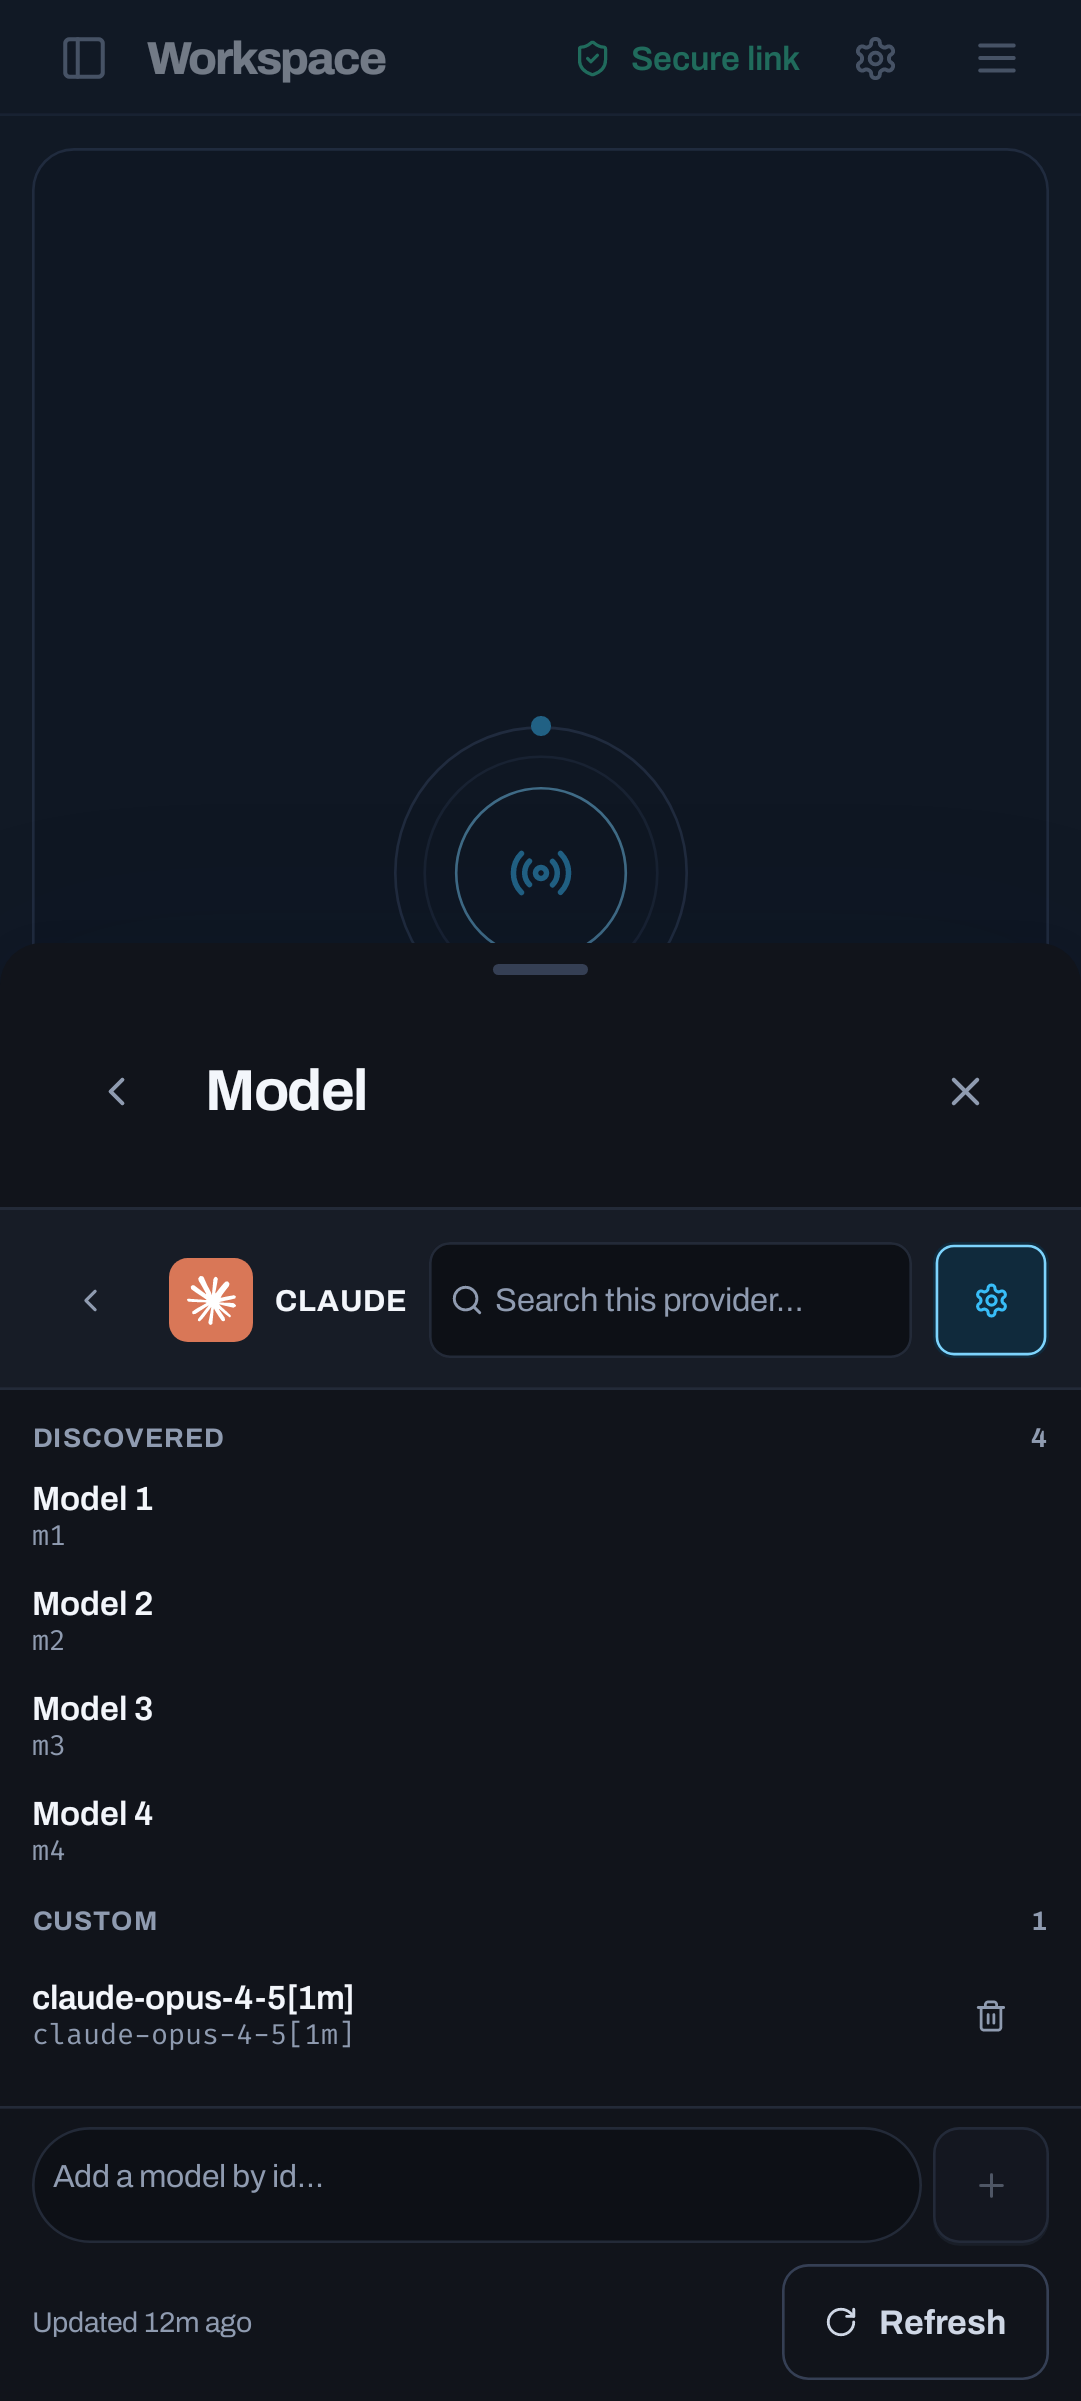 Workspace
Secure link
Model
CLAUDE
Search this provider...
DISCOVERED
4
Model 1
m1
Model 2
m2
Model 3
m3
Model 4
m4
CUSTOM
1
claude-opus-4-5[1m]
claude-opus-4-5[1m]
Add a model by id...
Updated 12m ago
Refresh